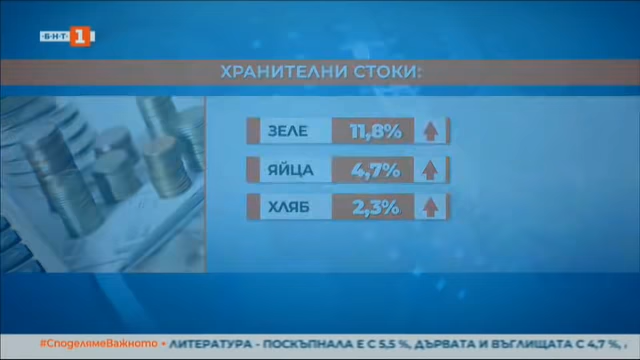 БНТ 1
ХРАНИТЕЛНИ СТОКИ:
ЗЕЛЕ 11,8%
ЯЙЦА 4,7%
ХЛЯБ 2,3%
#СподелямеВажното • ЛИТЕРАТУРА - ПОСКЪПНАЛА Е С 5,5 %, ДЪРВАТА И ВЪГЛИЩАТА С 4,7 %,